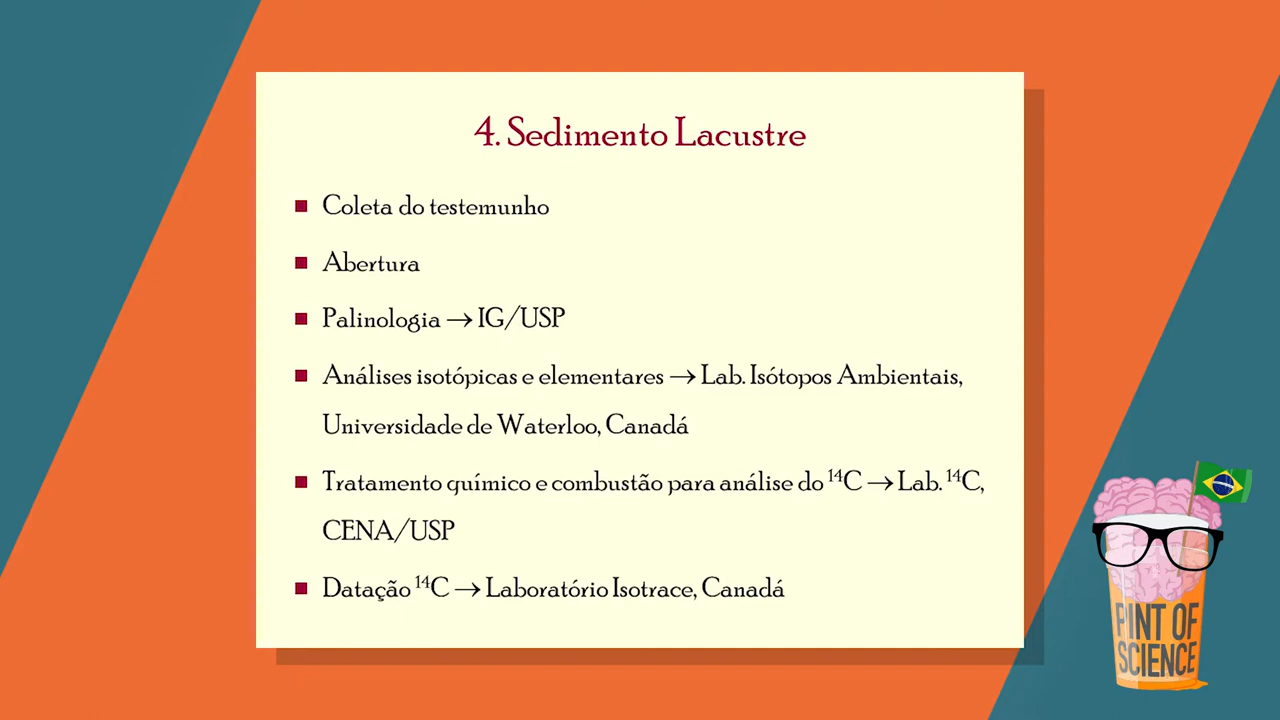 4. Sedimento Lacustre
Coleta do testemunho
Abertura
Palinologia → IG/USP
Análises isotópicas e elementares → Lab. Isótopos Ambientais,
Universidade de Waterloo, Canadá
Tratamento químico e combustão para análise do ¹⁴C → Lab. ¹⁴C,
CENA/USP
Datação ¹⁴C → Laboratório Isotrace, Canadá
PINT OF
SCIENCE